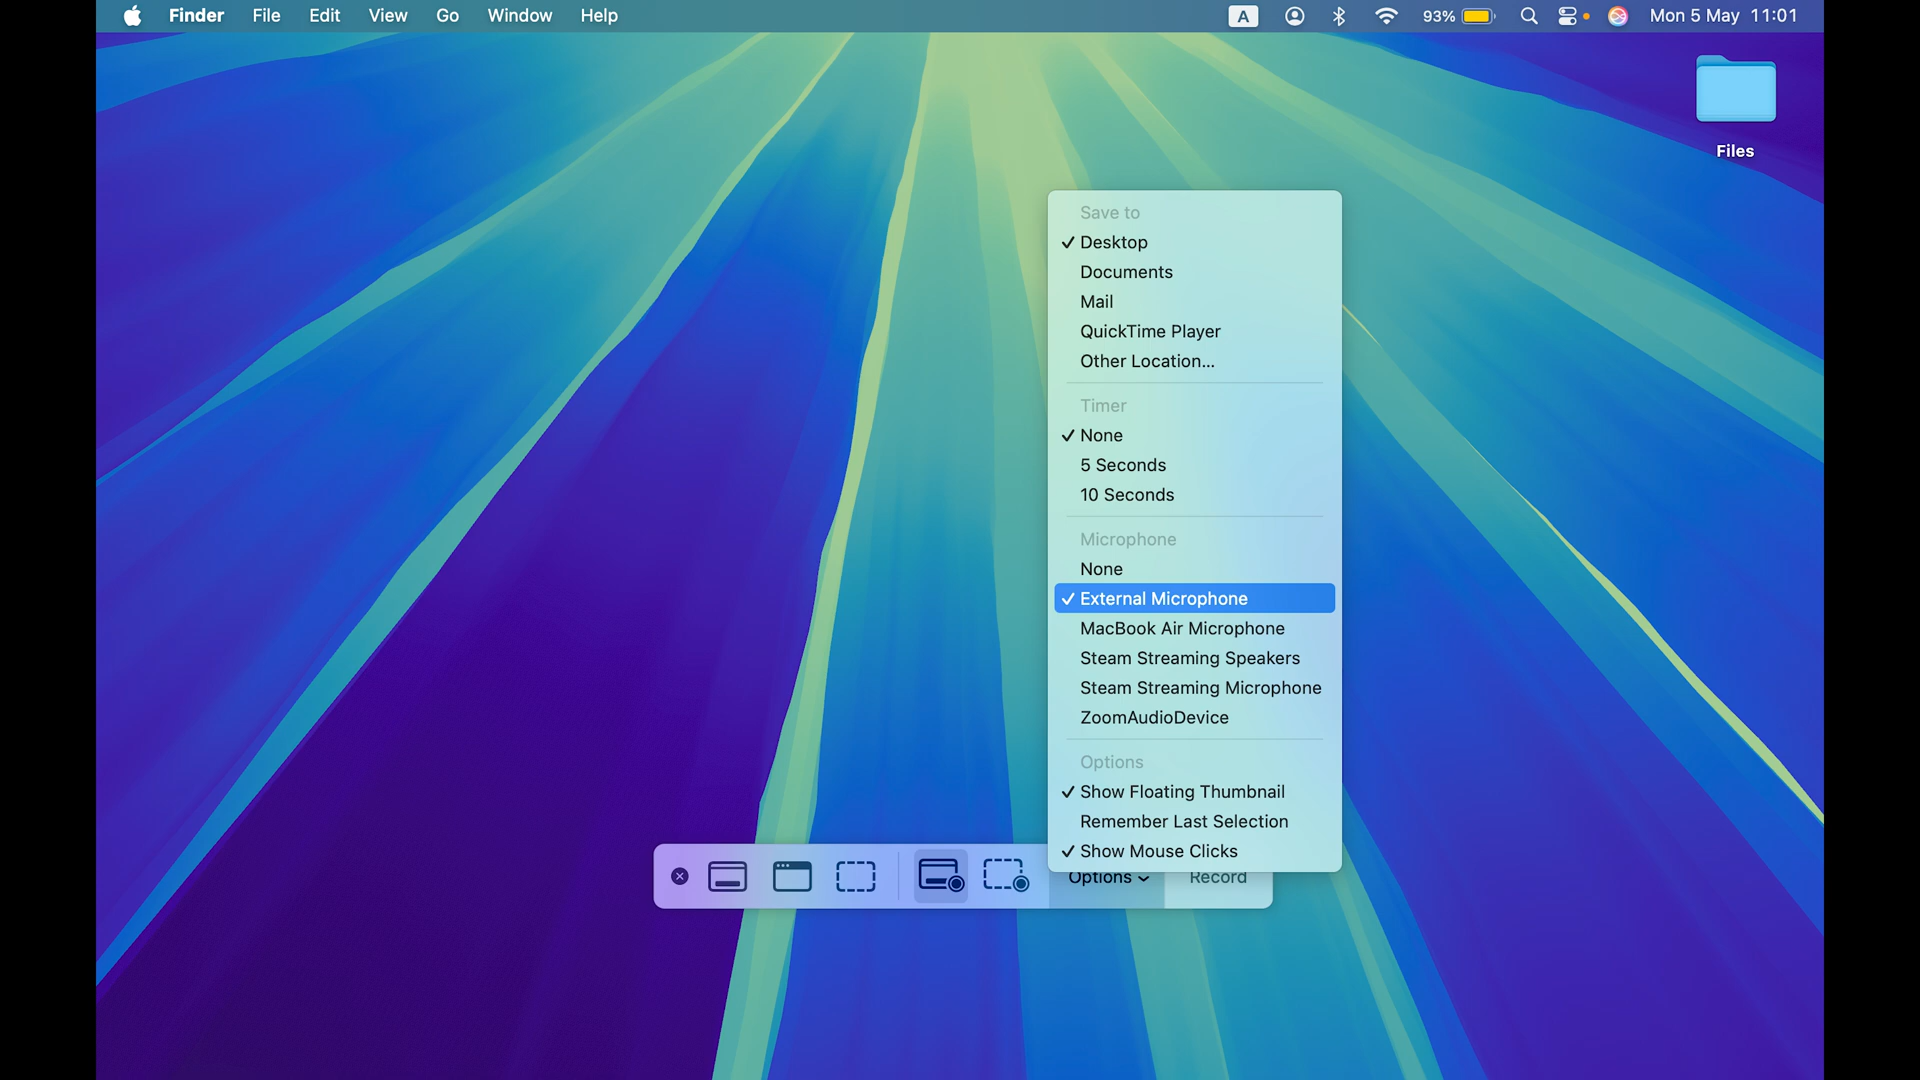 Finder File Edit View Go Window Help A 93% Mon 5 May 11:01
Files
Save to
Desktop
Documents
Mail
QuickTime Player
Other Location...
Timer
None
5 Seconds
10 Seconds
Microphone
None
External Microphone
MacBook Air Microphone
Steam Streaming Speakers
Steam Streaming Microphone
ZoomAudioDevice
Options
Show Floating Thumbnail
Remember Last Selection
Show Mouse Clicks
Options Record